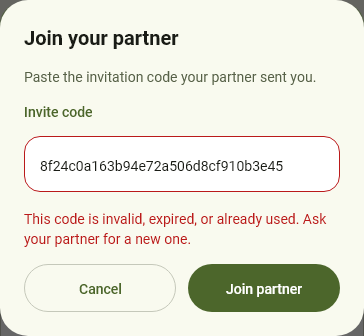 Join your partner
Paste the invitation code your partner sent you.
Invite code
8f24c0a163b94e72a506d8cf910b3e45
This code is invalid, expired, or already used. Ask
your partner for a new one.
Cancel
Join partner